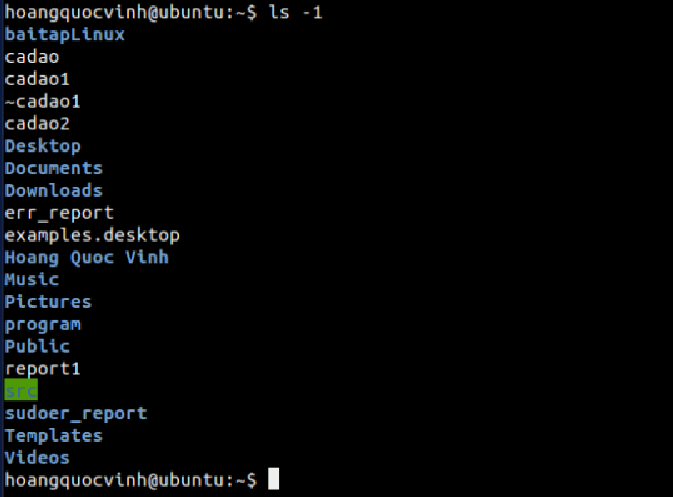 hoangquocvinh@ubuntu:~$ ls -1
baitapLinux
cadao
cadao1
~cadao1
cadao2
Desktop
Documents
Downloads
err_report
examples.desktop
Hoang Quoc Vinh
Music
Pictures
program
Public
report1
src
sudoer_report
Templates
Videos
hoangquocvinh@ubuntu:~$